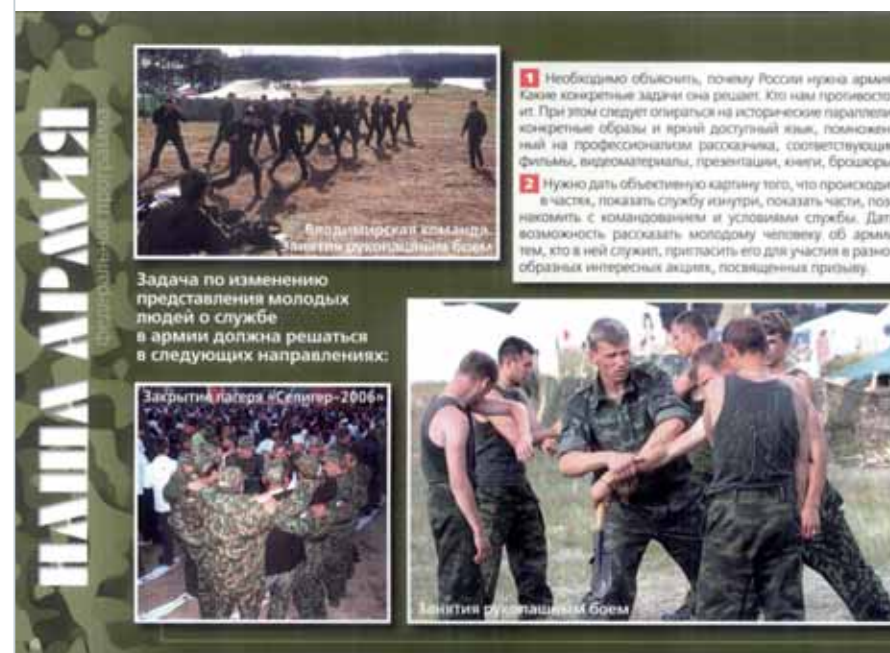 НАША АРМИЯ
федеральная программа
Владимирская команда.
Занятия рукопашным боем
Задача по изменению
представления молодых
людей о службе
в армии должна решаться
в следующих направлениях:
Закрытие лагеря «Селигер-2006»
1 Необходимо объяснить, почему России нужна армия
Какие конкретные задачи она решает. Кто нам противосто
ит. При этом следует опираться на исторические параллели
конкретные образы и яркий доступный язык, помножен
ный на профессионализм рассказчика, соответствующи
фильмы, видеоматериалы, презентации, книги, брошюры
2 Нужно дать объективную картину того, что происходи
в частях, показать службу изнутри, показать части, поз
накомить с командованием и условиями службы. Дать
возможность рассказать молодому человеку об армии
тем, кто в ней служил, пригласить его для участия в разно
образных интересных акциях, посвященных призыву.
Занятия рукопашным боем